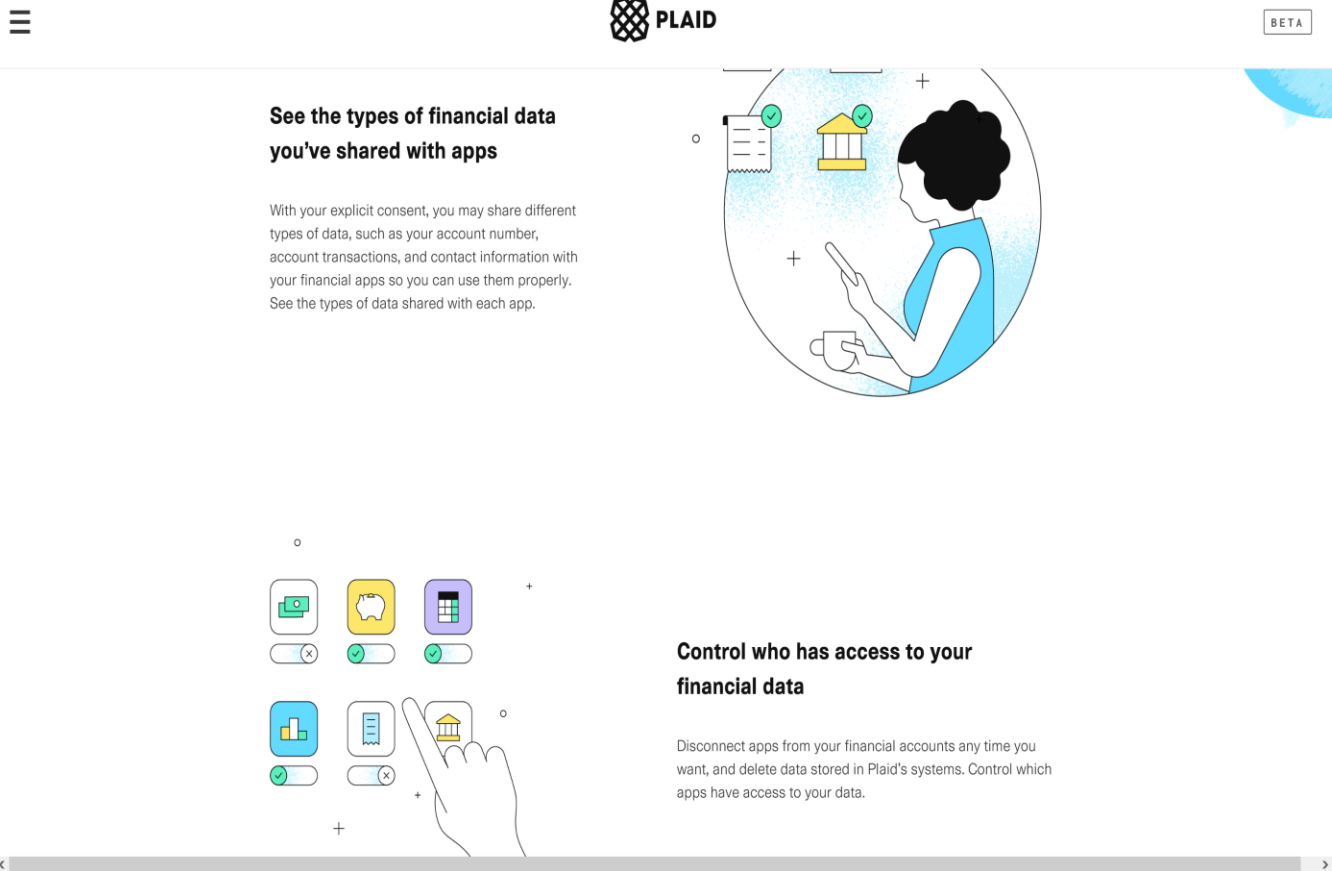 PLAID
BETA
See the types of financial data
you’ve shared with apps
With your explicit consent, you may share different
types of data, such as your account number,
account transactions, and contact information with
your financial apps so you can use them properly.
See the types of data shared with each app.
Control who has access to your
financial data
Disconnect apps from your financial accounts any time you
want, and delete data stored in Plaid’s systems. Control which
apps have access to your data.